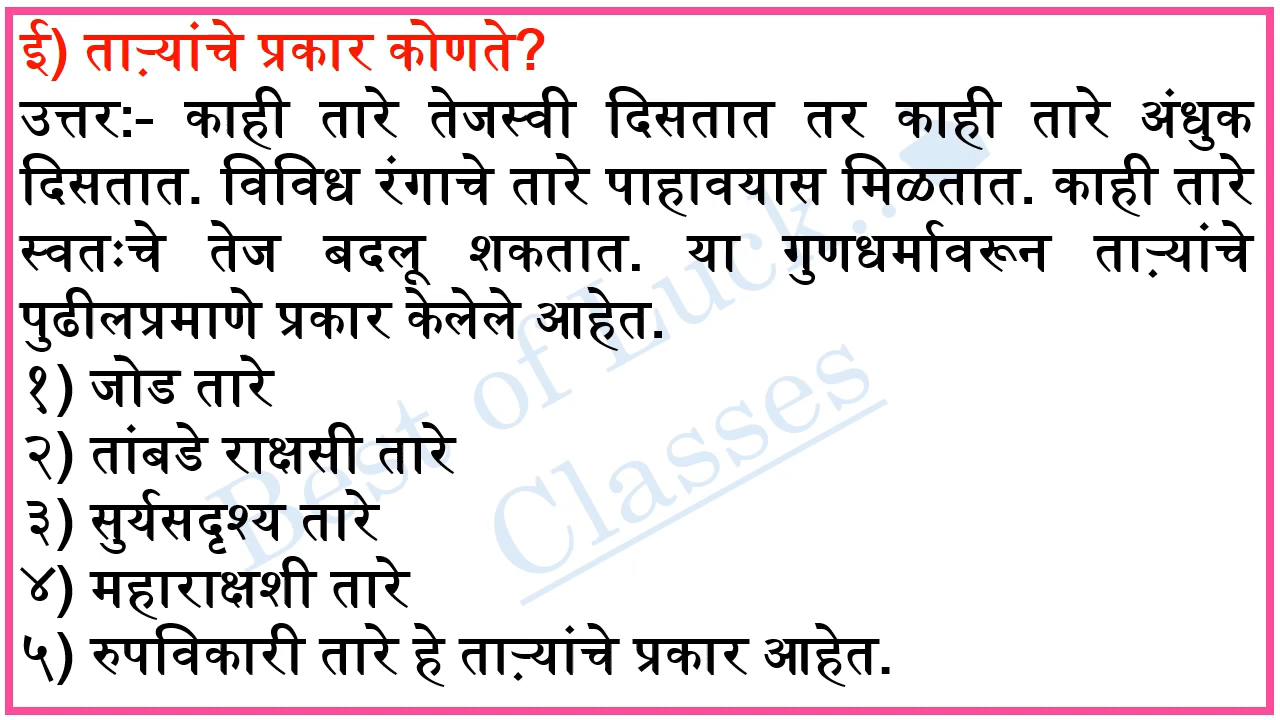 ई) ताऱ्यांचे प्रकार कोणते?
उत्तर:- काही तारे तेजस्वी दिसतात तर काही तारे अंधुक
दिसतात. विविध रंगाचे तारे पाहावयास मिळतात. काही तारे
स्वतःचे तेज बदलू शकतात. या गुणधर्मावरून ताऱ्यांचे
पुढीलप्रमाणे प्रकार केलेले आहेत.
१) जोड तारे
२) तांबडे राक्षसी तारे
३) सुर्यसदृश्य तारे
४) महाराक्षशी तारे
५) रुपविकारी तारे हे ताऱ्यांचे प्रकार आहेत.
Best of Luck..
Classes